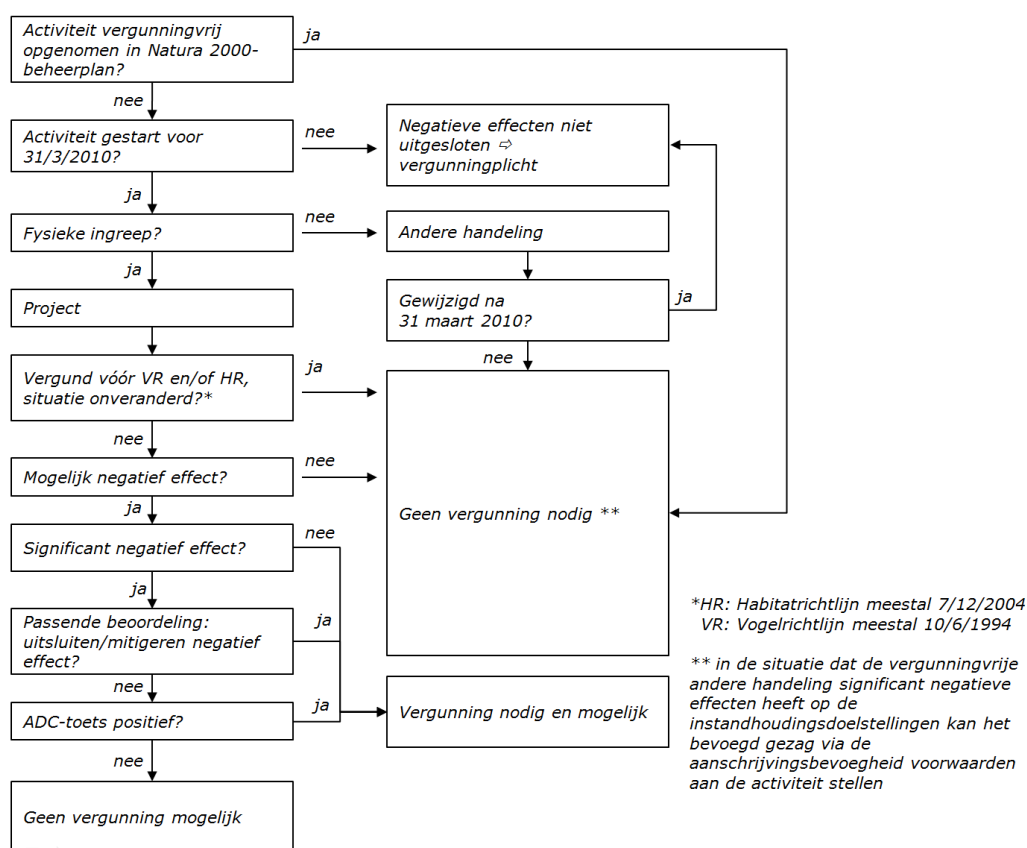 Activiteit vergunningvrij
opgenomen in Natura 2000-
beheerplan?
ja
nee
Activiteit gestart voor
31/3/2010?
nee
Negatieve effecten niet
uitgesloten ⇨
vergunningplicht
ja
Fysieke ingreep?
nee
Andere handeling
ja
Project
Gewijzigd na
31 maart 2010?
ja
nee
Vergund vóór VR en/of HR,
situatie onveranderd?*
ja
nee
Mogelijk negatief effect?
nee
Geen vergunning nodig **
ja
Significant negatief effect?
nee
ja
Passende beoordeling:
uitsluiten/mitigeren negatief
effect?
ja
nee
ADC-toets positief?
ja
Vergunning nodig en mogelijk
nee
Geen vergunning mogelijk
*HR: Habitatrichtlijn meestal 7/12/2004
VR: Vogelrichtlijn meestal 10/6/1994
** in de situatie dat de vergunningvrije
andere handeling significant negatieve
effecten heeft op de
instandhoudingsdoelstellingen kan het
bevoegd gezag via de
aanschrijvingsbevoegheid voorwaarden
aan de activiteit stellen